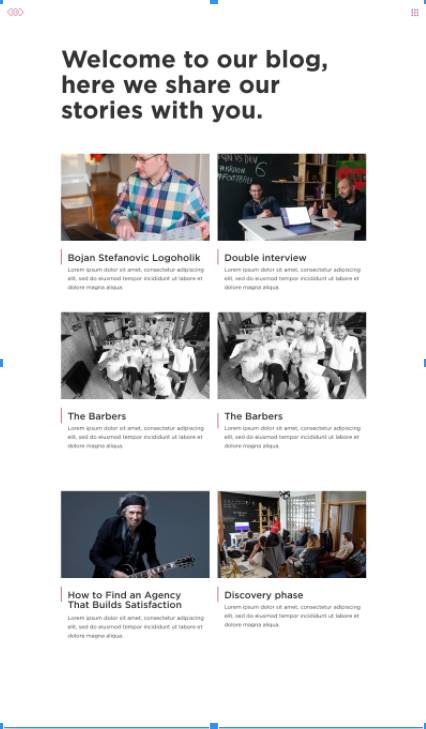 Welcome to our blog,
here we share our
stories with you.
6
Bojan Stefanovic Logoholik
Lorem ipsum dolor sit amet, consectetur adipiscing
elit, sed do eiusmod tempor incididunt ut labore et
dolore magna aliqua.
Double interview
Lorem ipsum dolor sit amet, consectetur adipiscing
elit, sed do eiusmod tempor incididunt ut labore et
dolore magna aliqua.
The Barbers
Lorem ipsum dolor sit amet, consectetur adipiscing
elit, sed do eiusmod tempor incididunt ut labore et
dolore magna aliqua.
The Barbers
Lorem ipsum dolor sit amet, consectetur adipiscing
elit, sed do eiusmod tempor incididunt ut labore et
dolore magna aliqua.
How to Find an Agency
That Builds Satisfaction
Lorem ipsum dolor sit amet, consectetur adipiscing
elit, sed do eiusmod tempor incididunt ut labore et
dolore magna aliqua.
Discovery phase
Lorem ipsum dolor sit amet, consectetur adipiscing
elit, sed do eiusmod tempor incididunt ut labore et
dolore magna aliqua.